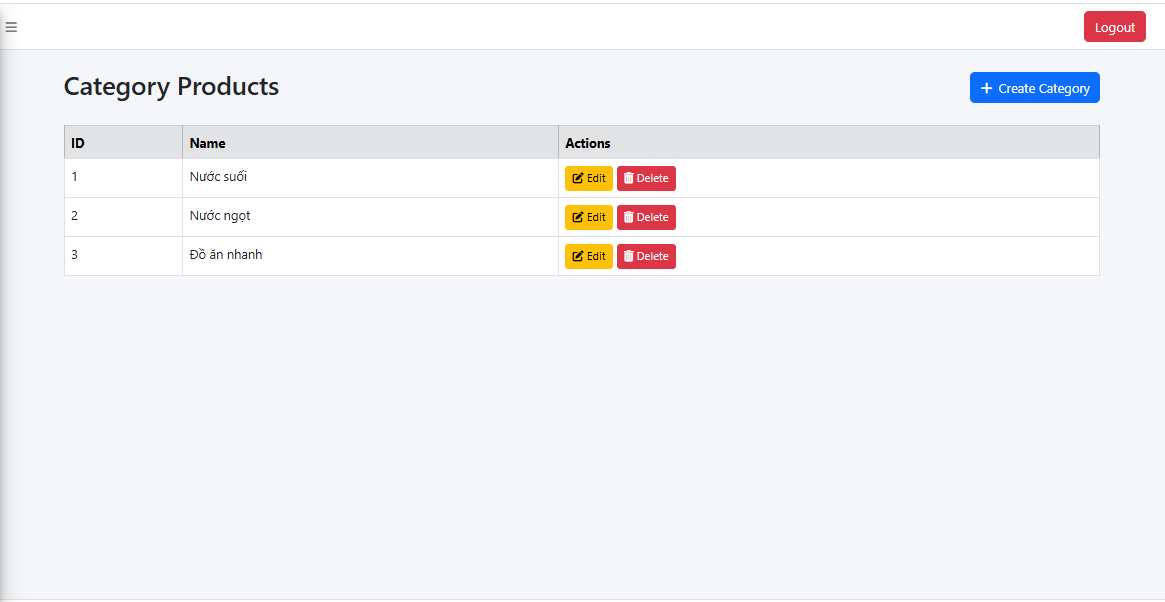 Logout
Category Products
Create Category
ID Name Actions
1 Nước suối Edit Delete
2 Nước ngọt Edit Delete
3 Đồ ăn nhanh Edit Delete